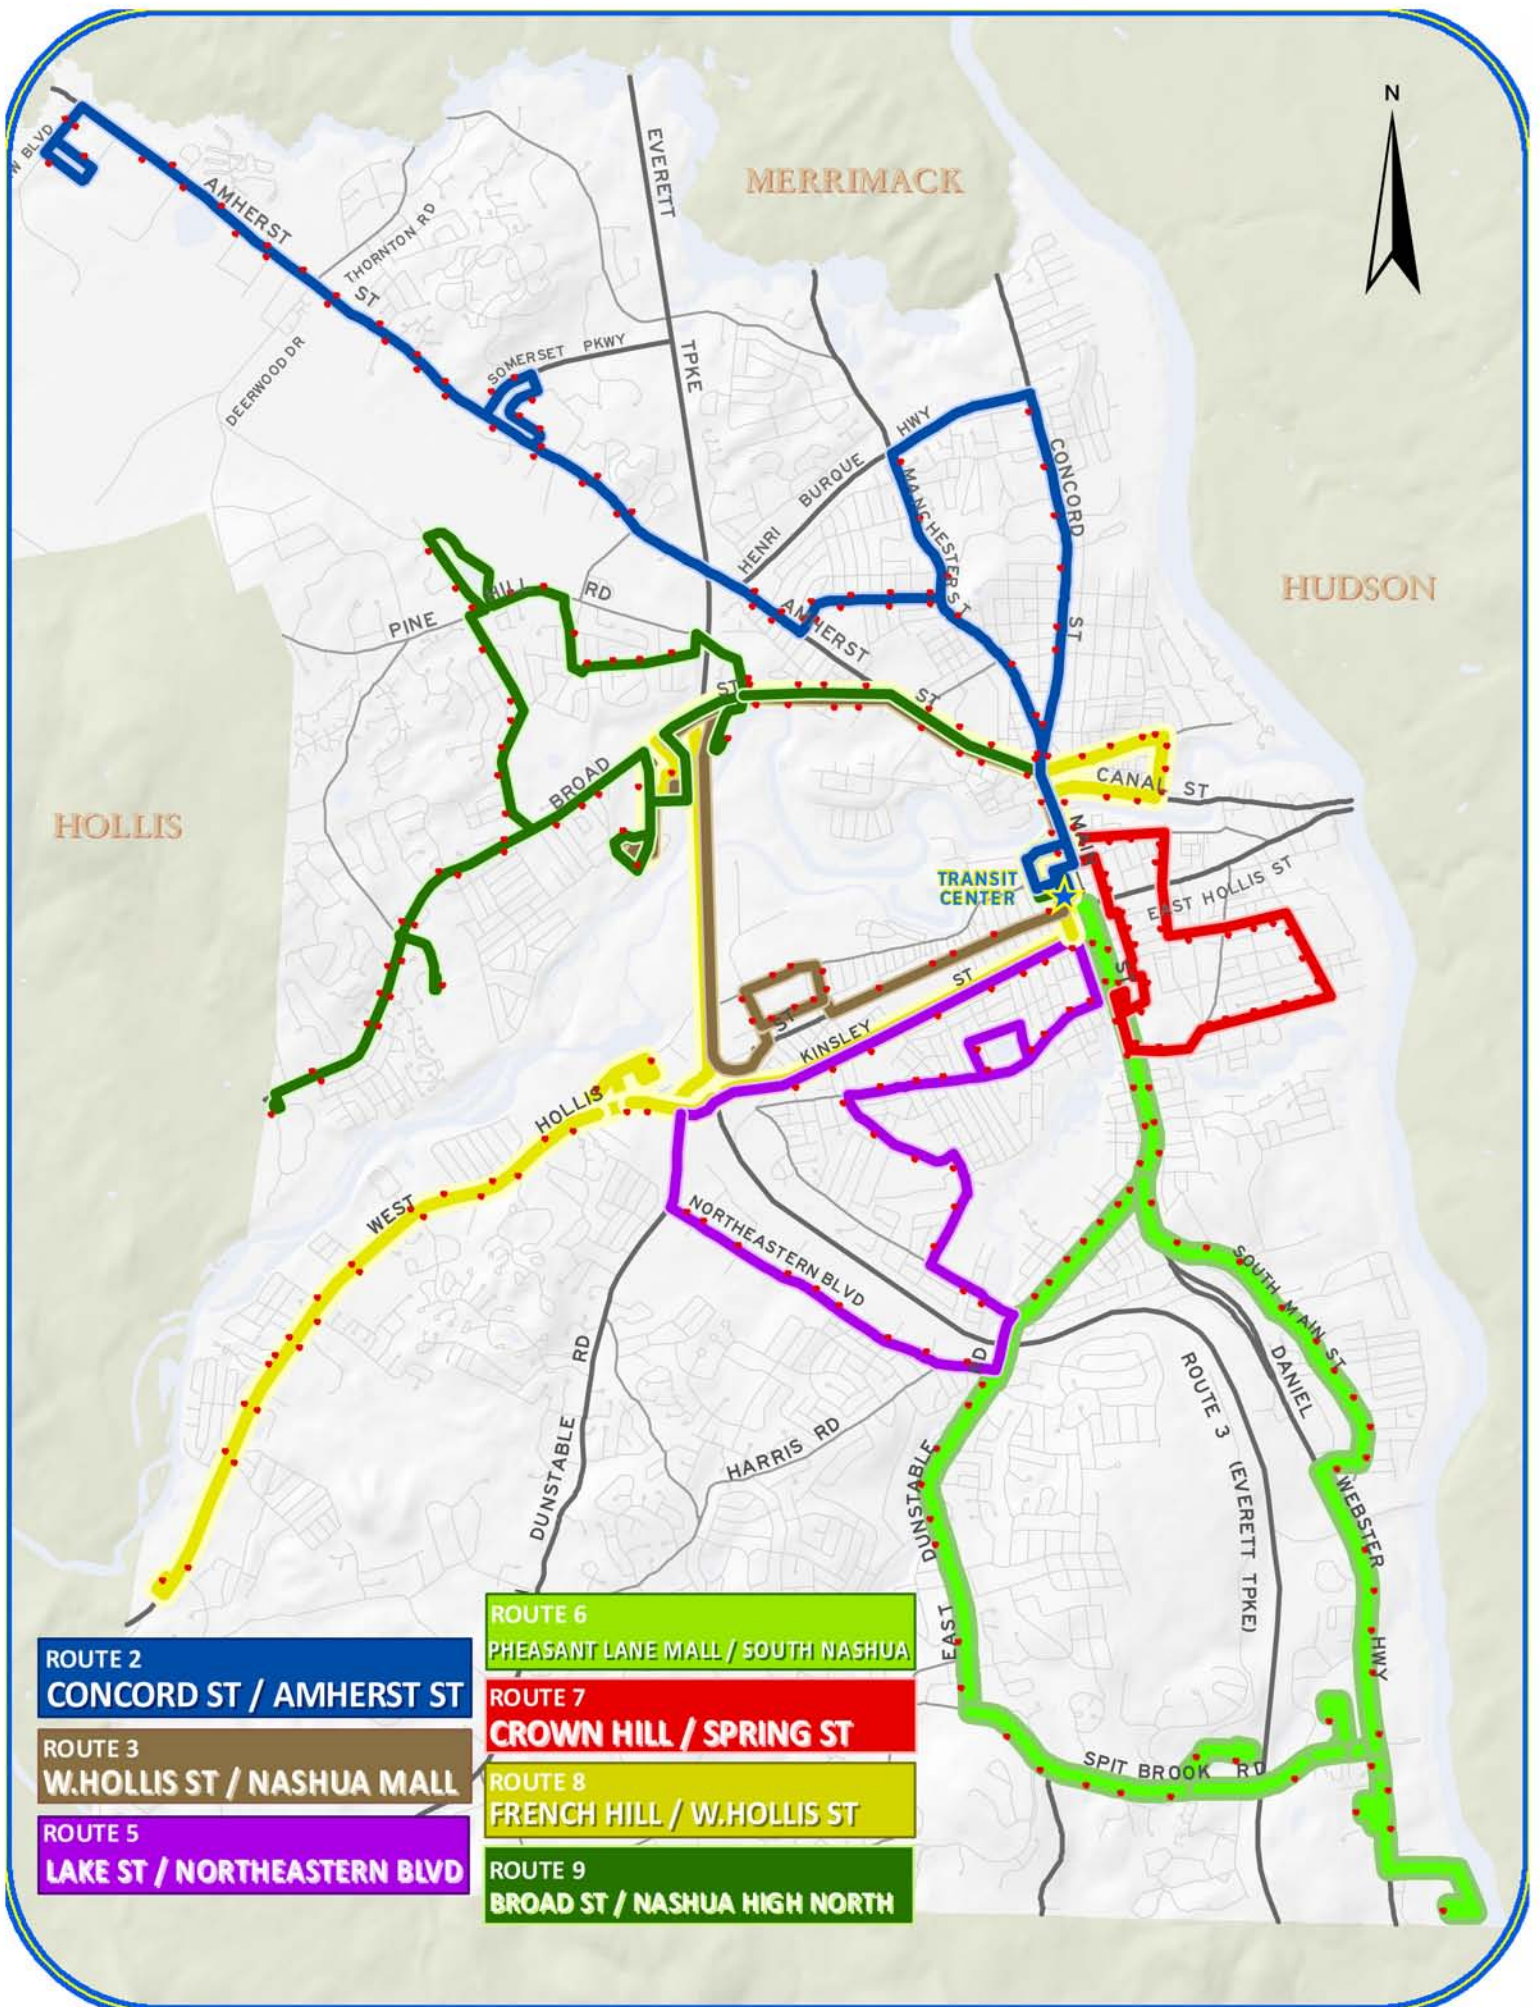 N
EVERETT
MERRIMACK
W BLVD
AMHERST
THORNTON RD
ST
SOMERSET PKWY
TPKE
DEERWOOD DR
HWY
BURQUE
HENRI
CONCORD
MANCHESTER ST
HUDSON
HILL
RD
PINE
AMHERST
ST
ST
ST
BROAD
CANAL ST
HOLLIS
MAIN
TRANSIT
CENTER
EAST HOLLIS ST
ST
ST
ST
KINSLEY
HOLLIS
WEST
NORTHEASTERN BLVD
SOUTH MAIN ST
RD
RD
DANIEL
ROUTE 3
HARRIS RD
DUNSTABLE
DUNSTABLE
(EVERETT TPKE)
WEBSTER
EAST
HWY
SPIT BROOK RD
ROUTE 2
CONCORD ST / AMHERST ST
ROUTE 3
W.HOLLIS ST / NASHUA MALL
ROUTE 5
LAKE ST / NORTHEASTERN BLVD
ROUTE 6
PHEASANT LANE MALL / SOUTH NASHUA
ROUTE 7
CROWN HILL / SPRING ST
ROUTE 8
FRENCH HILL / W.HOLLIS ST
ROUTE 9
BROAD ST / NASHUA HIGH NORTH